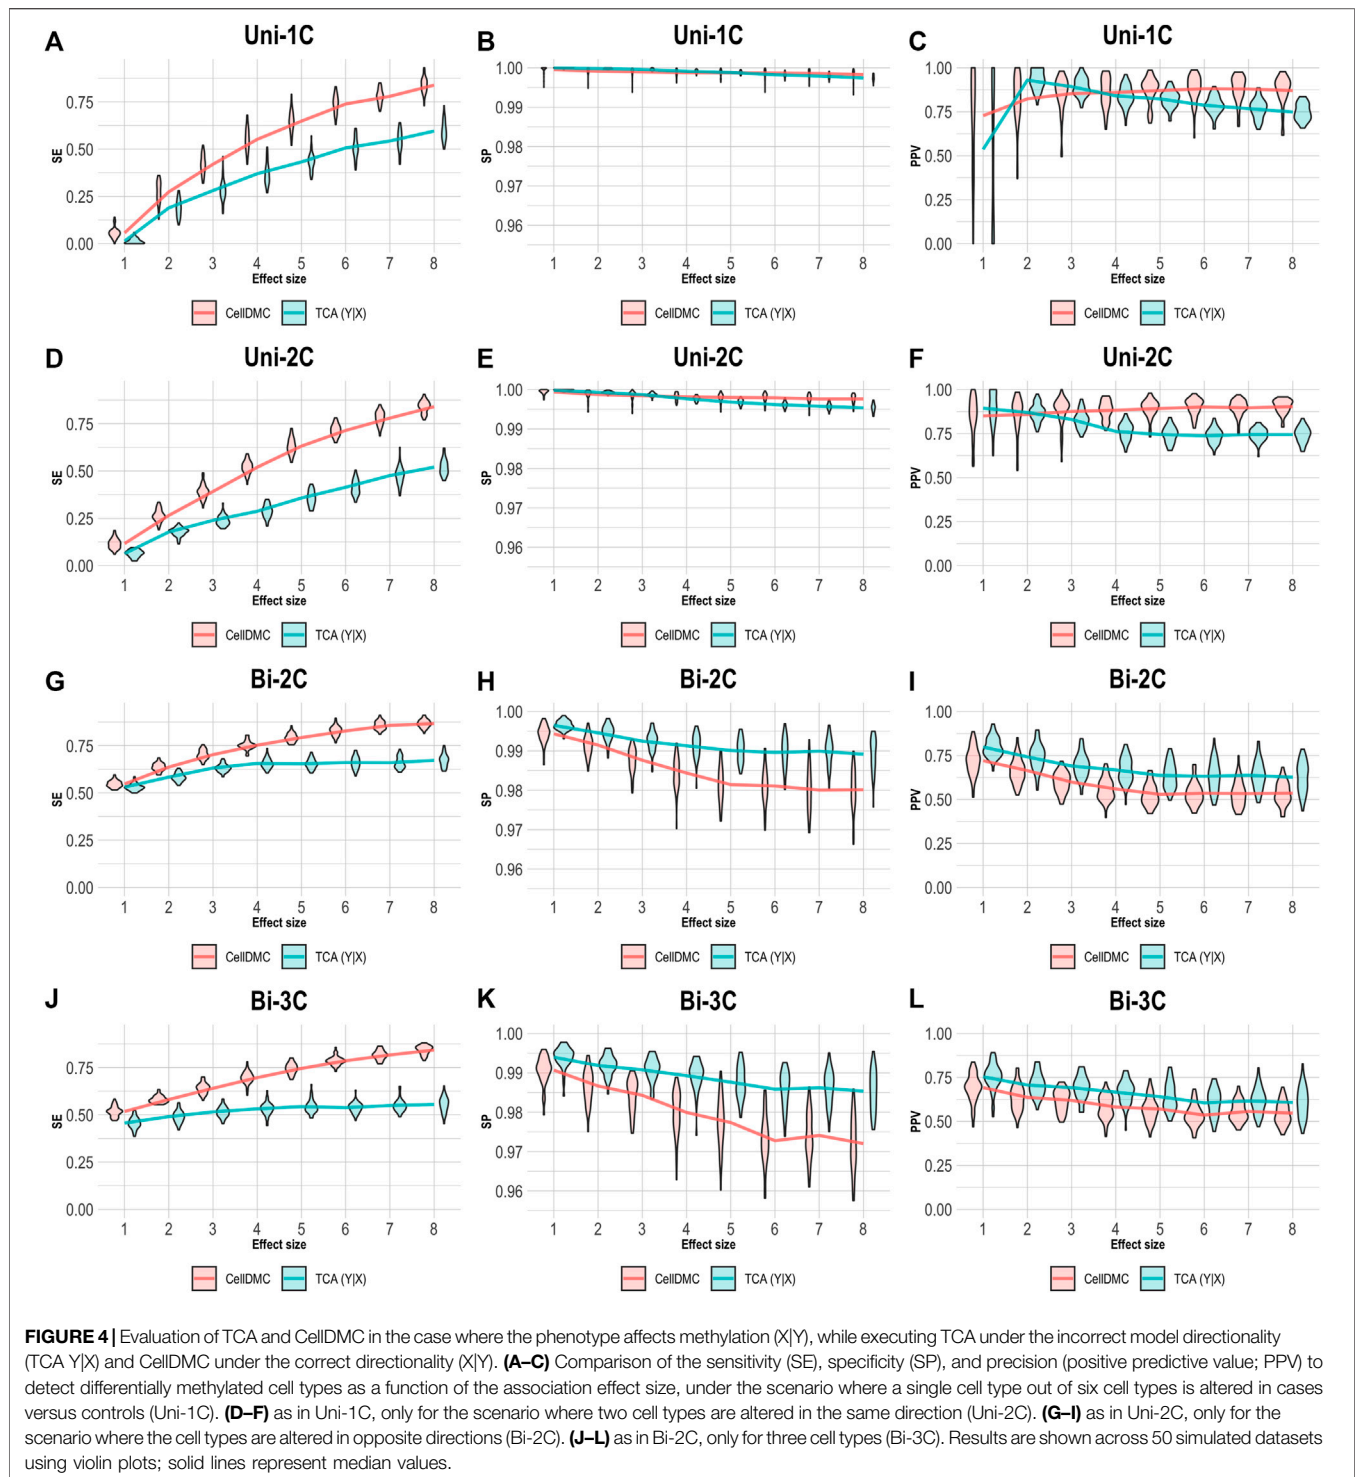 A
Uni-1C
SE
0.75
0.50
0.25
0.00
1 2 3 4 5 6 7 8
Effect size
CellDMC TCA (Y|X)
B
Uni-1C
SP
1.00
0.99
0.98
0.97
0.96
1 2 3 4 5 6 7 8
Effect size
CellDMC TCA (Y|X)
C
Uni-1C
PPV
1.00
0.75
0.50
0.25
0.00
1 2 3 4 5 6 7 8
Effect size
CellDMC TCA (Y|X)
D
Uni-2C
SE
0.75
0.50
0.25
0.00
1 2 3 4 5 6 7 8
Effect size
CellDMC TCA (Y|X)
E
Uni-2C
SP
1.00
0.99
0.98
0.97
0.96
1 2 3 4 5 6 7 8
Effect size
CellDMC TCA (Y|X)
F
Uni-2C
PPV
1.00
0.75
0.50
0.25
0.00
1 2 3 4 5 6 7 8
Effect size
CellDMC TCA (Y|X)
G
Bi-2C
SE
0.75
0.50
0.25
0.00
1 2 3 4 5 6 7 8
Effect size
CellDMC TCA (Y|X)
H
Bi-2C
SP
1.00
0.99
0.98
0.97
0.96
1 2 3 4 5 6 7 8
Effect size
CellDMC TCA (Y|X)
I
Bi-2C
PPV
1.00
0.75
0.50
0.25
0.00
1 2 3 4 5 6 7 8
Effect size
CellDMC TCA (Y|X)
J
Bi-3C
SE
0.75
0.50
0.25
0.00
1 2 3 4 5 6 7 8
Effect size
CellDMC TCA (Y|X)
K
Bi-3C
SP
1.00
0.99
0.98
0.97
0.96
1 2 3 4 5 6 7 8
Effect size
CellDMC TCA (Y|X)
L
Bi-3C
PPV
1.00
0.75
0.50
0.25
0.00
1 2 3 4 5 6 7 8
Effect size
CellDMC TCA (Y|X)
FIGURE 4 | Evaluation of TCA and CellDMC in the case where the phenotype affects methylation (X|Y), while executing TCA under the incorrect model directionality
(TCA Y|X) and CellDMC under the correct directionality (X|Y). (A–C) Comparison of the sensitivity (SE), specificity (SP), and precision (positive predictive value; PPV) to
detect differentially methylated cell types as a function of the association effect size, under the scenario where a single cell type out of six cell types is altered in cases
versus controls (Uni-1C). (D–F) as in Uni-1C, only for the scenario where two cell types are altered in the same direction (Uni-2C). (G–I) as in Uni-2C, only for the
scenario where the cell types are altered in opposite directions (Bi-2C). (J–L) as in Bi-2C, only for three cell types (Bi-3C). Results are shown across 50 simulated datasets
using violin plots; solid lines represent median values.